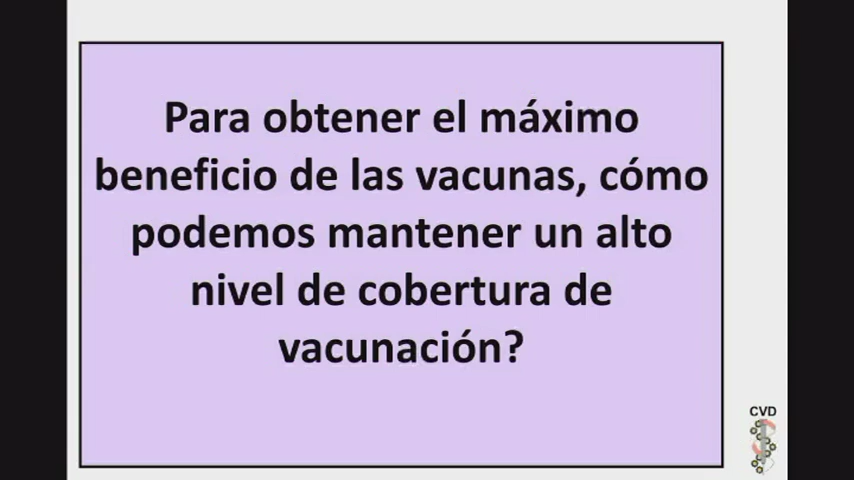 Para obtener el máximo
beneficio de las vacunas, cómo
podemos mantener un alto
nivel de cobertura de
vacunación?
CVD